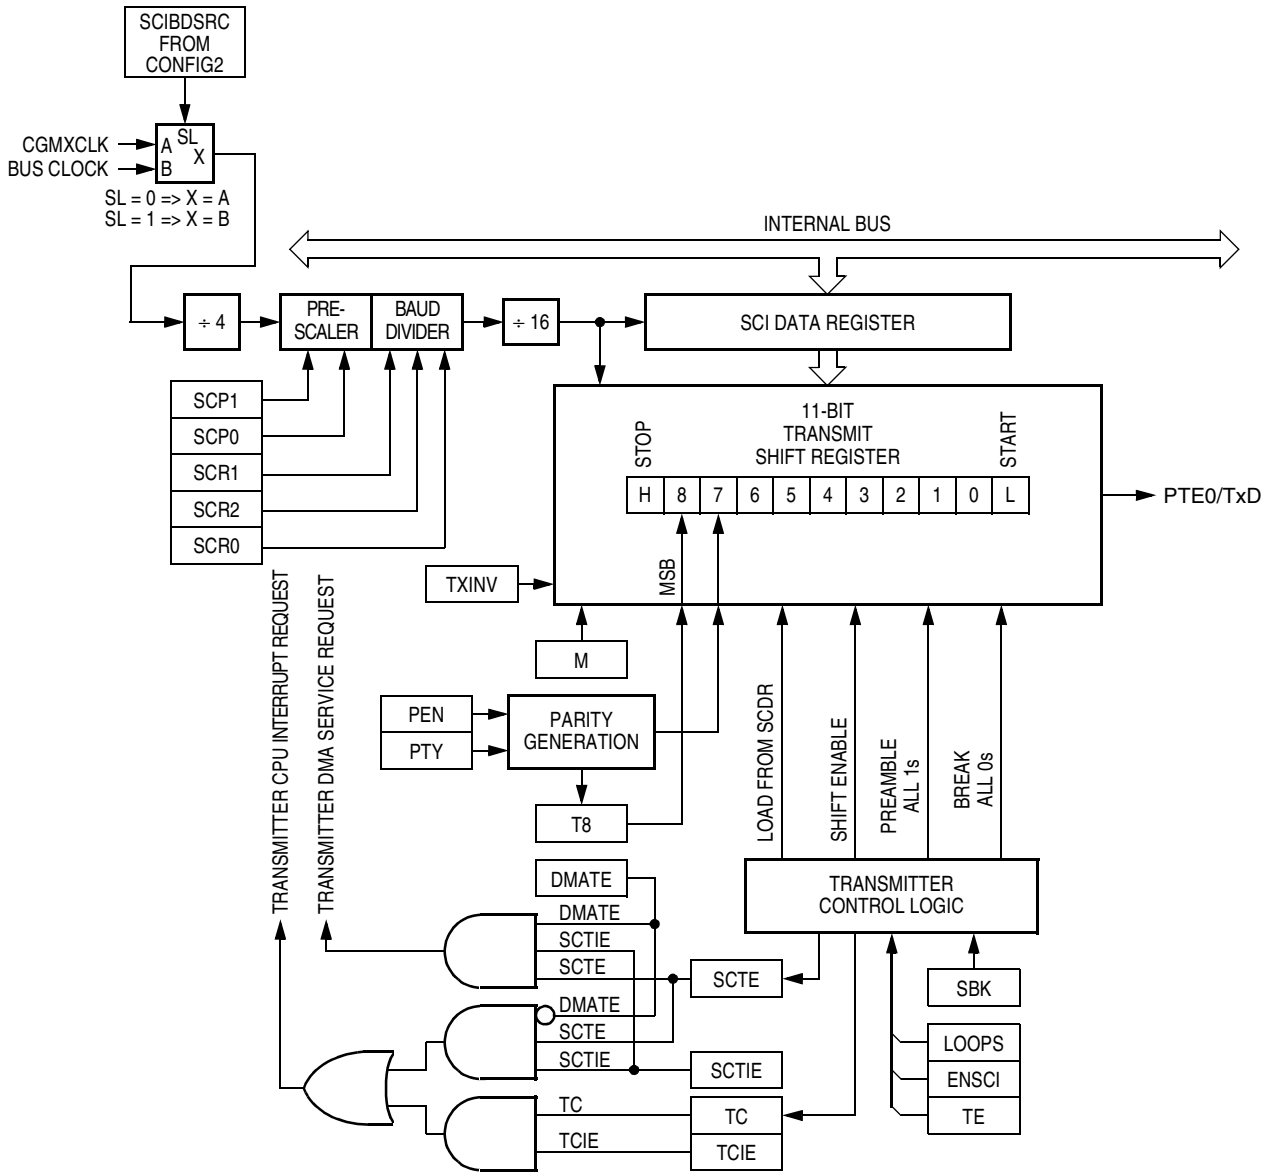 SCIBDSRC
FROM
CONFIG2
CGMXCLK
BUS CLOCK
A
SL
X
B
SL = 0 => X = A
SL = 1 => X = B
INTERNAL BUS
÷ 4
PRE-
SCALER
BAUD
DIVIDER
÷ 16
SCI DATA REGISTER
SCP1
SCP0
SCR1
SCR2
SCR0
11-BIT
TRANSMIT
SHIFT REGISTER
STOP
START
H 8 7 6 5 4 3 2 1 0 L
PTE0/TxD
TXINV
MSB
M
TRANSMITTER CPU INTERRUPT REQUEST
TRANSMITTER DMA SERVICE REQUEST
PEN
PTY
PARITY
GENERATION
T8
LOAD FROM SCDR
SHIFT ENABLE
PREAMBLE
ALL 1s
BREAK
ALL 0s
TRANSMITTER
CONTROL LOGIC
DMATE
DMATE
SCTIE
SCTE
SCTE
DMATE
SCTE
SCTIE
SCTIE
TC
TCIE
TC
TCIE
SBK
LOOPS
ENSCI
TE